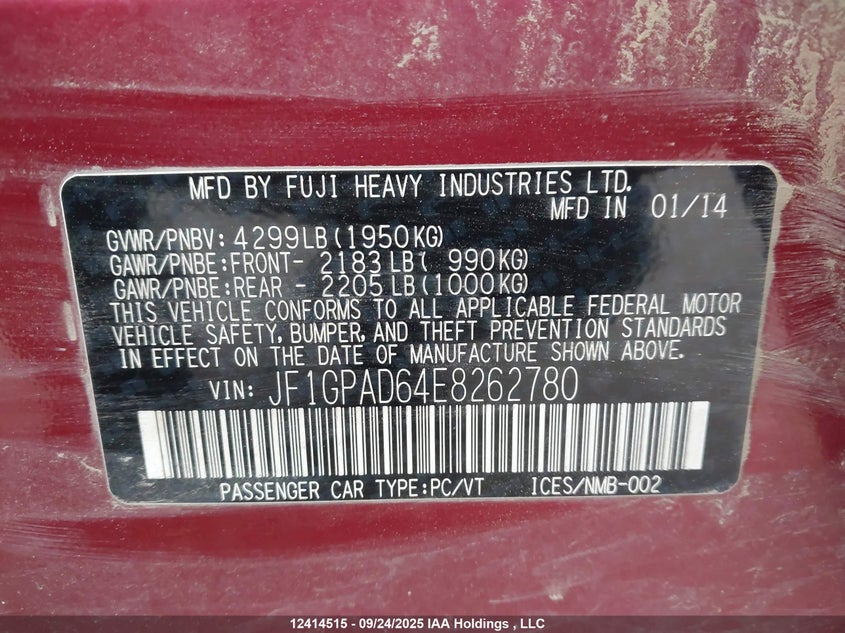 MFD BY FUJI HEAVY INDUSTRIES LTD.
MFD IN 01/14
GVWR/PNBV: 4299LB(1950KG)
GAWR/PNBE:FRONT- 2183LB( 990KG)
GAWR/PNBE:REAR - 2205LB(1000KG)
THIS VEHICLE CONFORMS TO ALL APPLICABLE FEDERAL MOTOR
VEHICLE SAFETY, BUMPER, AND THEFT PREVENTION STANDARDS
IN EFFECT ON THE DATE OF MANUFACTURE SHOWN ABOVE.
VIN: JF1GPAD64E8262780
PASSENGER CAR TYPE:PC/VT ICES/NMB-002
12414515 - 09/24/2025 IAA Holdings , LLC